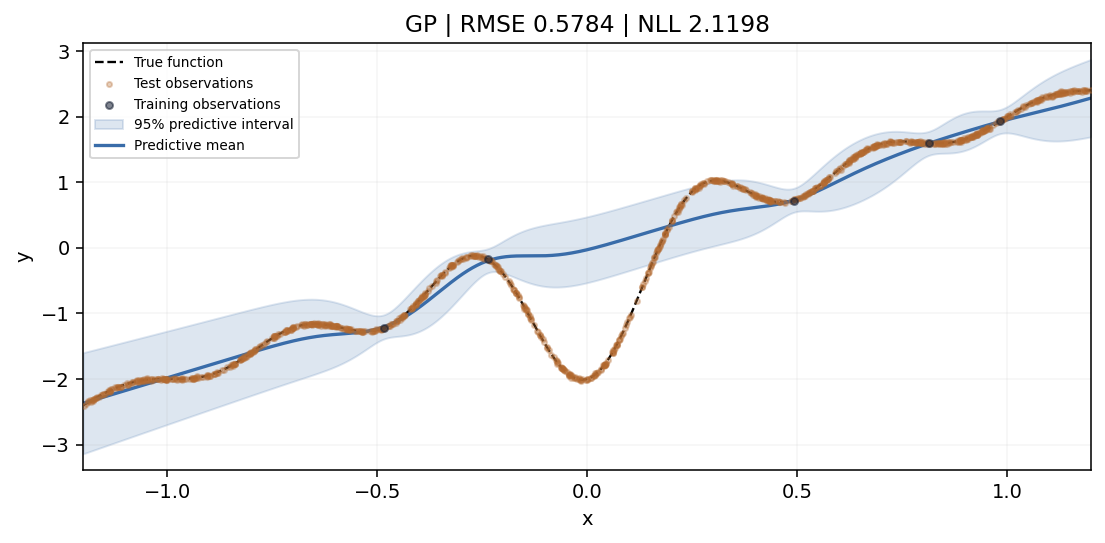 GP | RMSE 0.5784 | NLL 2.1198
True function
Test observations
Training observations
95% predictive interval
Predictive mean
3
2
1
0
−1
−2
−3
y
−1.0 −0.5 0.0 0.5 1.0
x